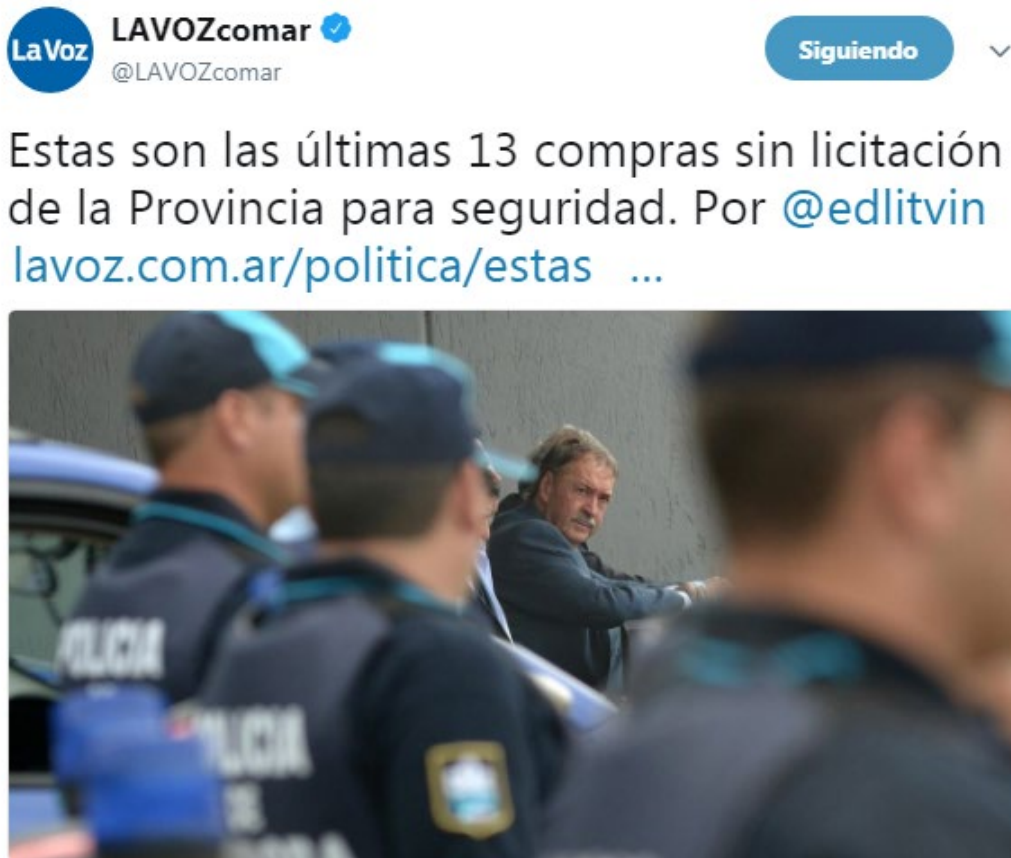 La Voz
LAVOZcomar
@LAVOZcomar
Siguiendo
Estas son las últimas 13 compras sin licitación
de la Provincia para seguridad. Por @edlitvin
lavoz.com.ar/politica/estas ...
POLICIA
POLICIA